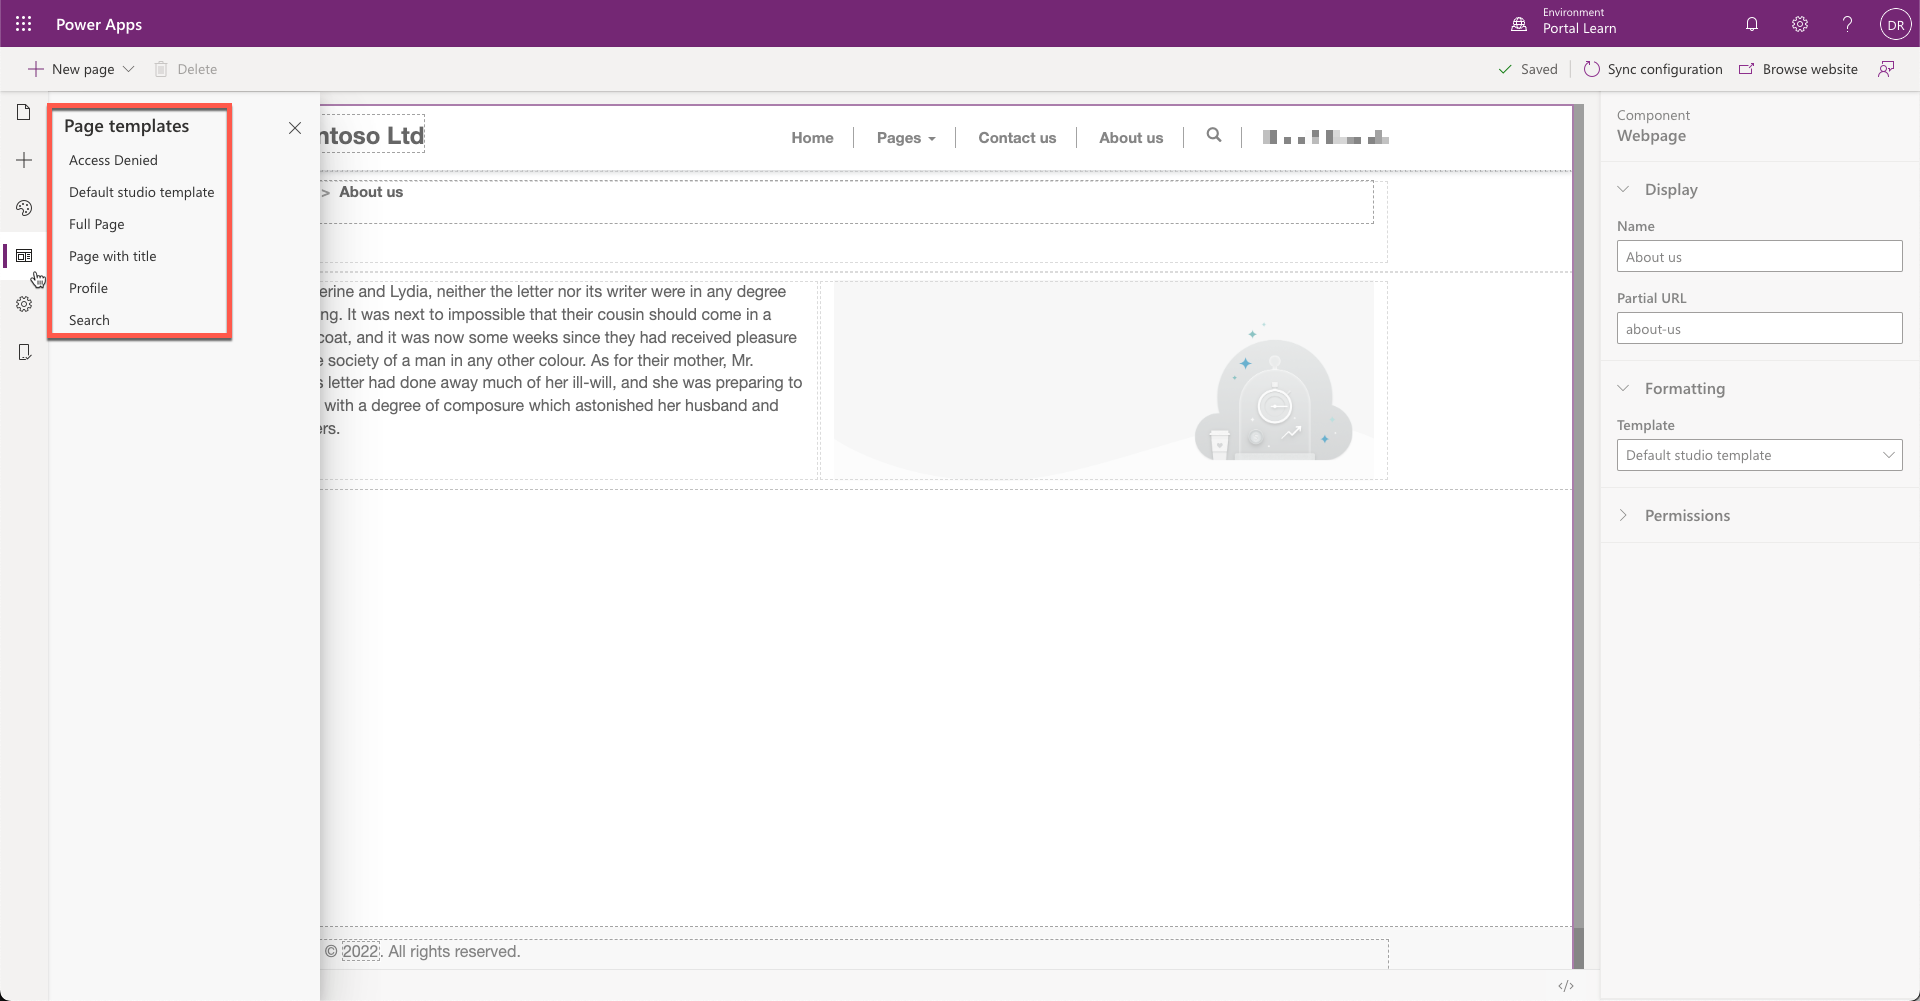 Power Apps
Environment
Portal Learn
DR
New page
Delete
Saved
Sync configuration
Browse website
Page templates
Access Denied
Default studio template
Full Page
Page with title
Profile
Search
ntoso Ltd
Home
Pages
Contact us
About us
> About us
erine and Lydia, neither the letter nor its writer were in any degree
ng. It was next to impossible that their cousin should come in a
coat, and it was now some weeks since they had received pleasure
e society of a man in any other colour. As for their mother, Mr.
s letter had done away much of her ill-will, and she was preparing to
with a degree of composure which astonished her husband and
ers.
© 2022. All rights reserved.
</>
Component
Webpage
Display
Name
About us
Partial URL
about-us
Formatting
Template
Default studio template
Permissions